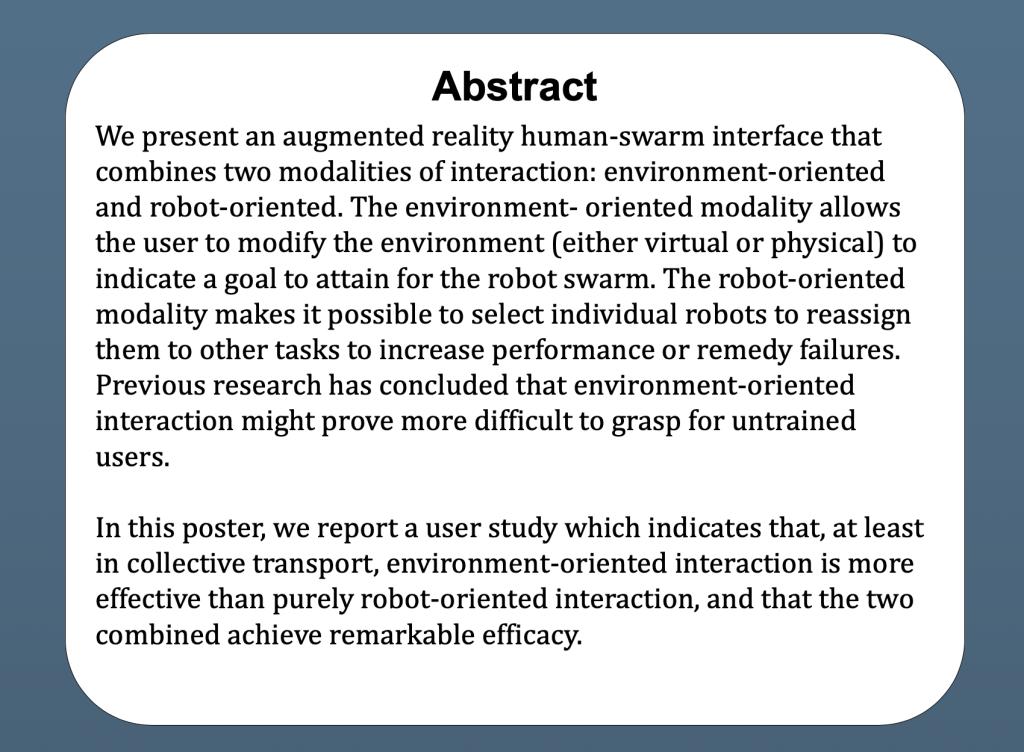 Abstract
We present an augmented reality human-swarm interface that
combines two modalities of interaction: environment-oriented
and robot-oriented. The environment- oriented modality allows
the user to modify the environment (either virtual or physical) to
indicate a goal to attain for the robot swarm. The robot-oriented
modality makes it possible to select individual robots to reassign
them to other tasks to increase performance or remedy failures.
Previous research has concluded that environment-oriented
interaction might prove more difficult to grasp for untrained
users.
In this poster, we report a user study which indicates that, at least
in collective transport, environment-oriented interaction is more
effective than purely robot-oriented interaction, and that the two
combined achieve remarkable efficacy.